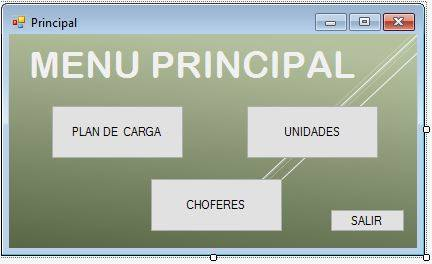 Principal
MENU PRINCIPAL
PLAN DE CARGA
UNIDADES
CHOFERES
SALIR